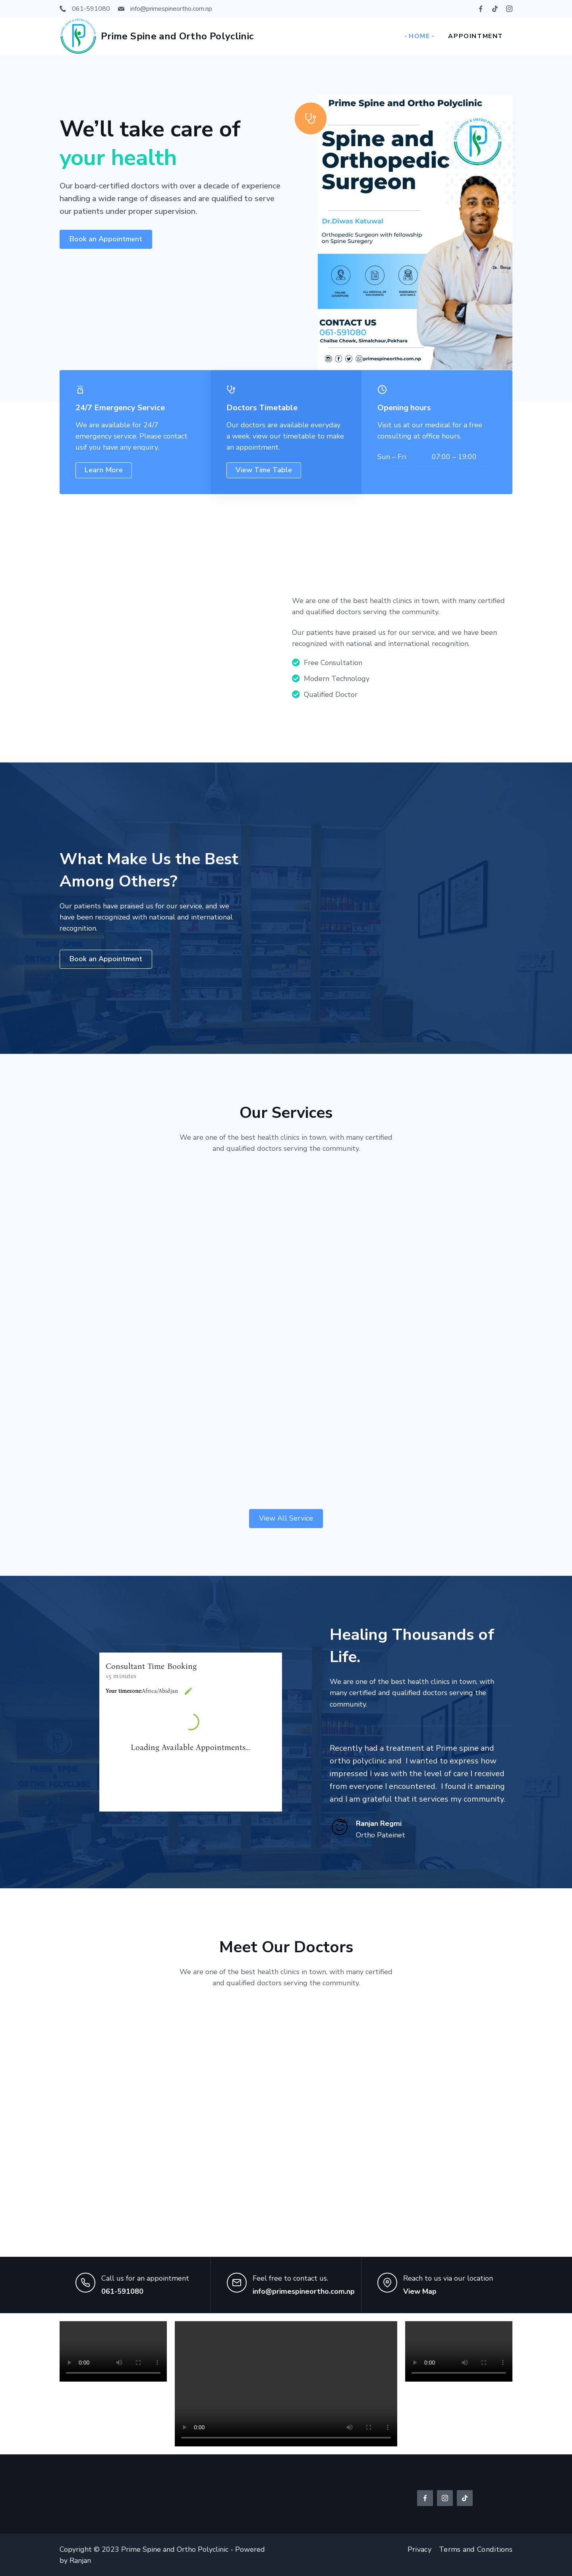 061-591080
info@primespineortho.com.np
Prime Spine and Ortho Polyclinic
- HOME -
APPOINTMENT
We’ll take care of
your health
Our board-certified doctors with over a decade of experience
handling a wide range of diseases and are qualified to serve
our patients under proper supervision.
Book an Appointment
Prime Spine and Ortho Polyclinic
Spine and
Orthopedic
Surgeon
Dr.Diwas Katuwal
Orthopedic Surgeon with fellowship
on Spine Suregery
CONTACT US
061-591080
Chalise Chowk, Simalchaur,Pokhara
primespineortho.com.np
24/7 Emergency Service
We are available for 24/7
emergency service. Please contact
usif you have any enquiry.
Learn More
Doctors Timetable
Our doctors are available everyday
a week, view our timetable to make
an appointment.
View Time Table
Opening hours
Visit us at our medical for a free
consulting at office hours.
Sun – Fri 07:00 – 19:00
We are one of the best health clinics in town, with many certified
and qualified doctors serving the community.
Our patients have praised us for our service, and we have been
recognized with national and international recognition.
Free Consultation
Modern Technology
Qualified Doctor
What Make Us the Best
Among Others?
Our patients have praised us for our service, and we
have been recognized with national and international
recognition.
Book an Appointment
Our Services
We are one of the best health clinics in town, with many certified
and qualified doctors serving the community.
View All Service
Consultant Time Booking
15 minutes
Your timezone:Africa/Abidjan
Loading Available Appointments...
Healing Thousands of
Life.
We are one of the best health clinics in town, with
many certified and qualified doctors serving the
community.
Recently had a treatment at Prime spine and
ortho polyclinic and I wanted to express how
impressed I was with the level of care I received
from everyone I encountered. I found it amazing
and I am grateful that it services my community.
Ranjan Regmi
Ortho Pateinet
Meet Our Doctors
We are one of the best health clinics in town, with many certified
and qualified doctors serving the community.
Call us for an appointment
061-591080
Feel free to contact us.
info@primespineortho.com.np
Reach to us via our location
View Map
0:00
0:00
0:00
Copyright © 2023 Prime Spine and Ortho Polyclinic - Powered
by Ranjan
Privacy
Terms and Conditions